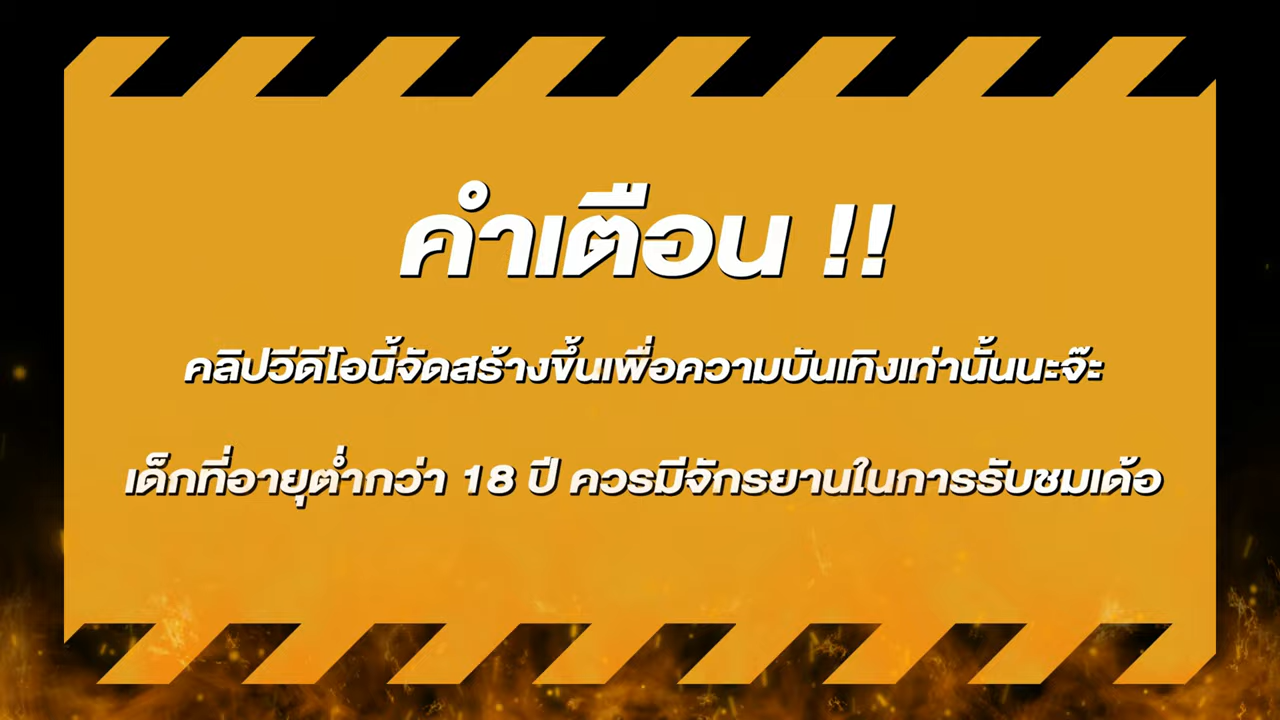 คำเตือน !!
คลิปวีดีโอนี้จัดสร้างขึ้นเพื่อความบันเทิงเท่านั้นนะจ๊ะ
เด็กที่อายุต่ำกว่า 18 ปี ควรมีจักรยานในการรับชมเด้อ